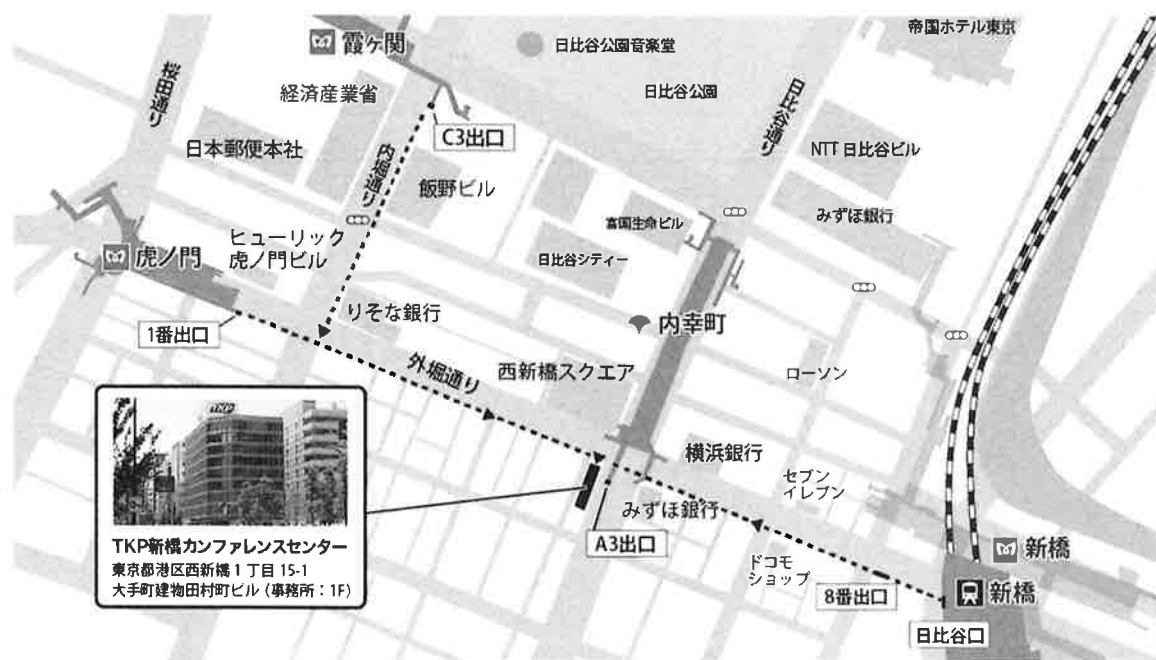 帝国ホテル東京
霞ヶ関
日比谷公園音楽堂
桜田通り
経済産業省
日比谷公園
日比谷通り
C3出口
日本郵便本社
内堀通り
NTT 日比谷ビル
飯野ビル
みずほ銀行
富国生命ビル
ヒューリック
虎ノ門ビル
虎ノ門
日比谷シティー
りそな銀行
1番出口
内幸町
外堀通り
西新橋スクエア
ローソン
TKP
横浜銀行
セブン
イレブン
みずほ銀行
A3出口
TKP新橋カンファレンスセンター
東京都港区西新橋1丁目15-1
大手町建物田村町ビル（事務所：1F）
ドコモ
ショップ
新橋
8番出口
新橋
日比谷口